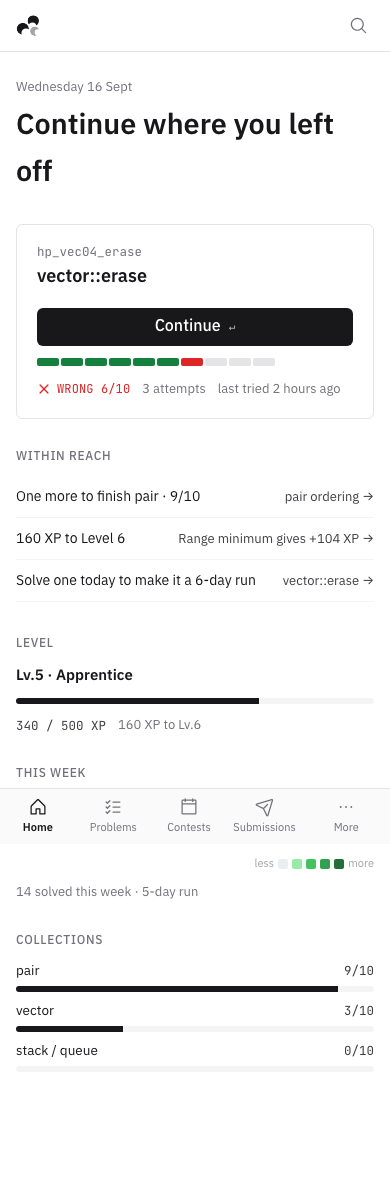 Wednesday 16 Sept
Continue where you left
off
hp_vec04_erase
vector::erase
Continue ↵
× WRONG 6/10 3 attempts last tried 2 hours ago
WITHIN REACH
One more to finish pair · 9/10 pair ordering →
160 XP to Level 6 Range minimum gives +104 XP →
Solve one today to make it a 6-day run vector::erase →
LEVEL
Lv.5 · Apprentice
340 / 500 XP 160 XP to Lv.6
THIS WEEK
Home Problems Contests Submissions More
less more
14 solved this week · 5-day run
COLLECTIONS
pair 9/10
vector 3/10
stack / queue 0/10